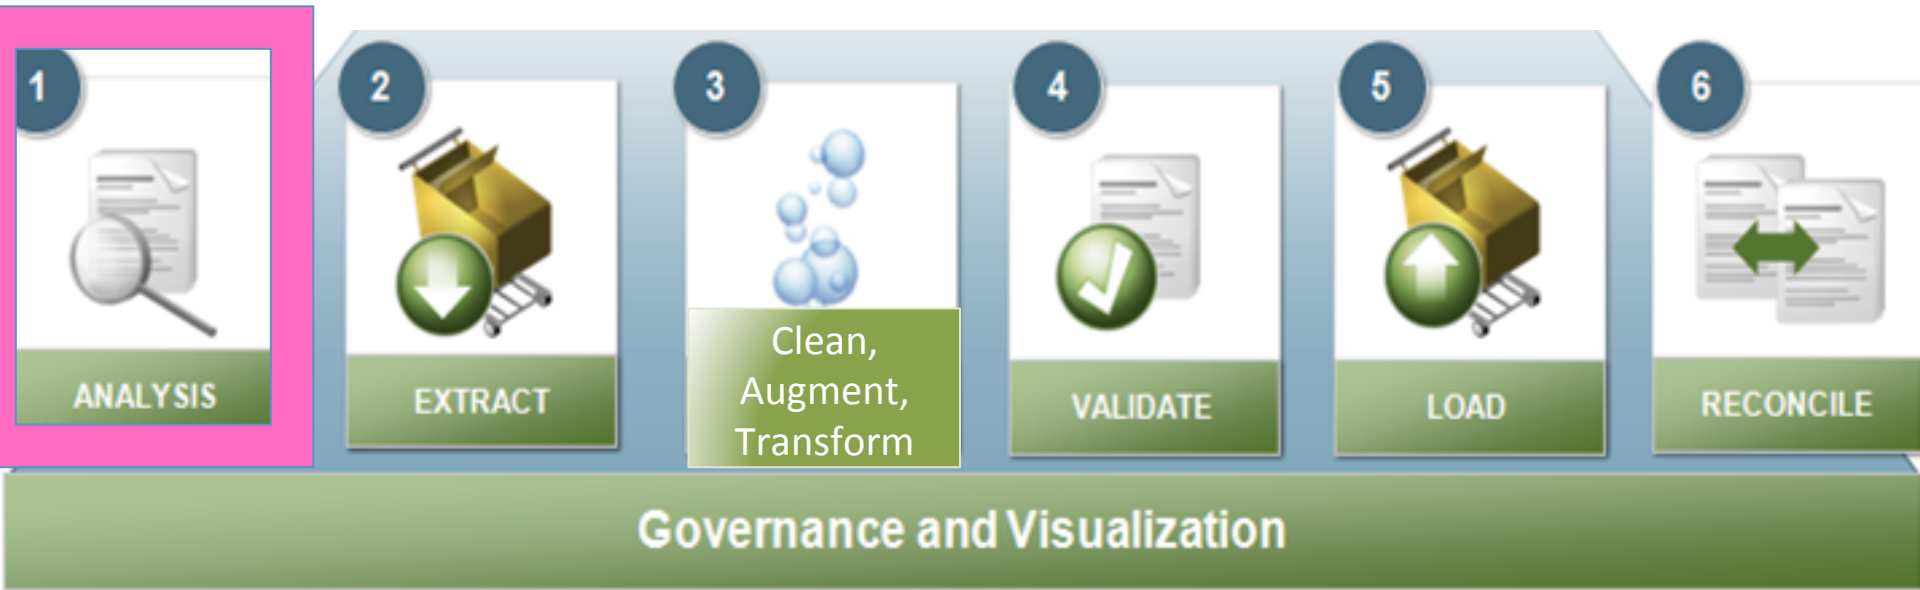 1
ANALYSIS
2
EXTRACT
3
Clean,
Augment,
Transform
4
VALIDATE
5
LOAD
6
RECONCILE
Governance and Visualization